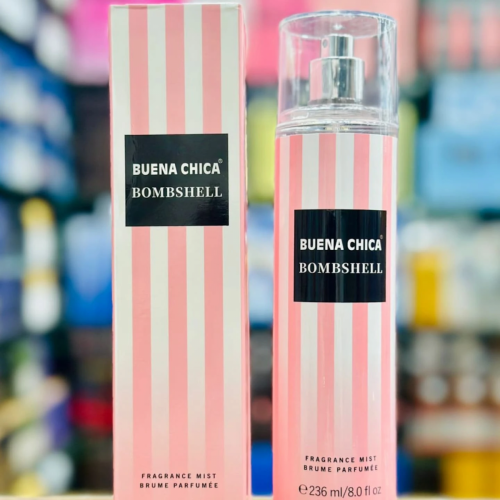 BUENA CHICA®
BOMBSHELL
FRAGRANCE MIST
BRUME PARFUMÉE
BUENA CHICA®
BOMBSHELL
FRAGRANCE MIST
BRUME PARFUMÉE
℮236 ml/8.0 fl oz